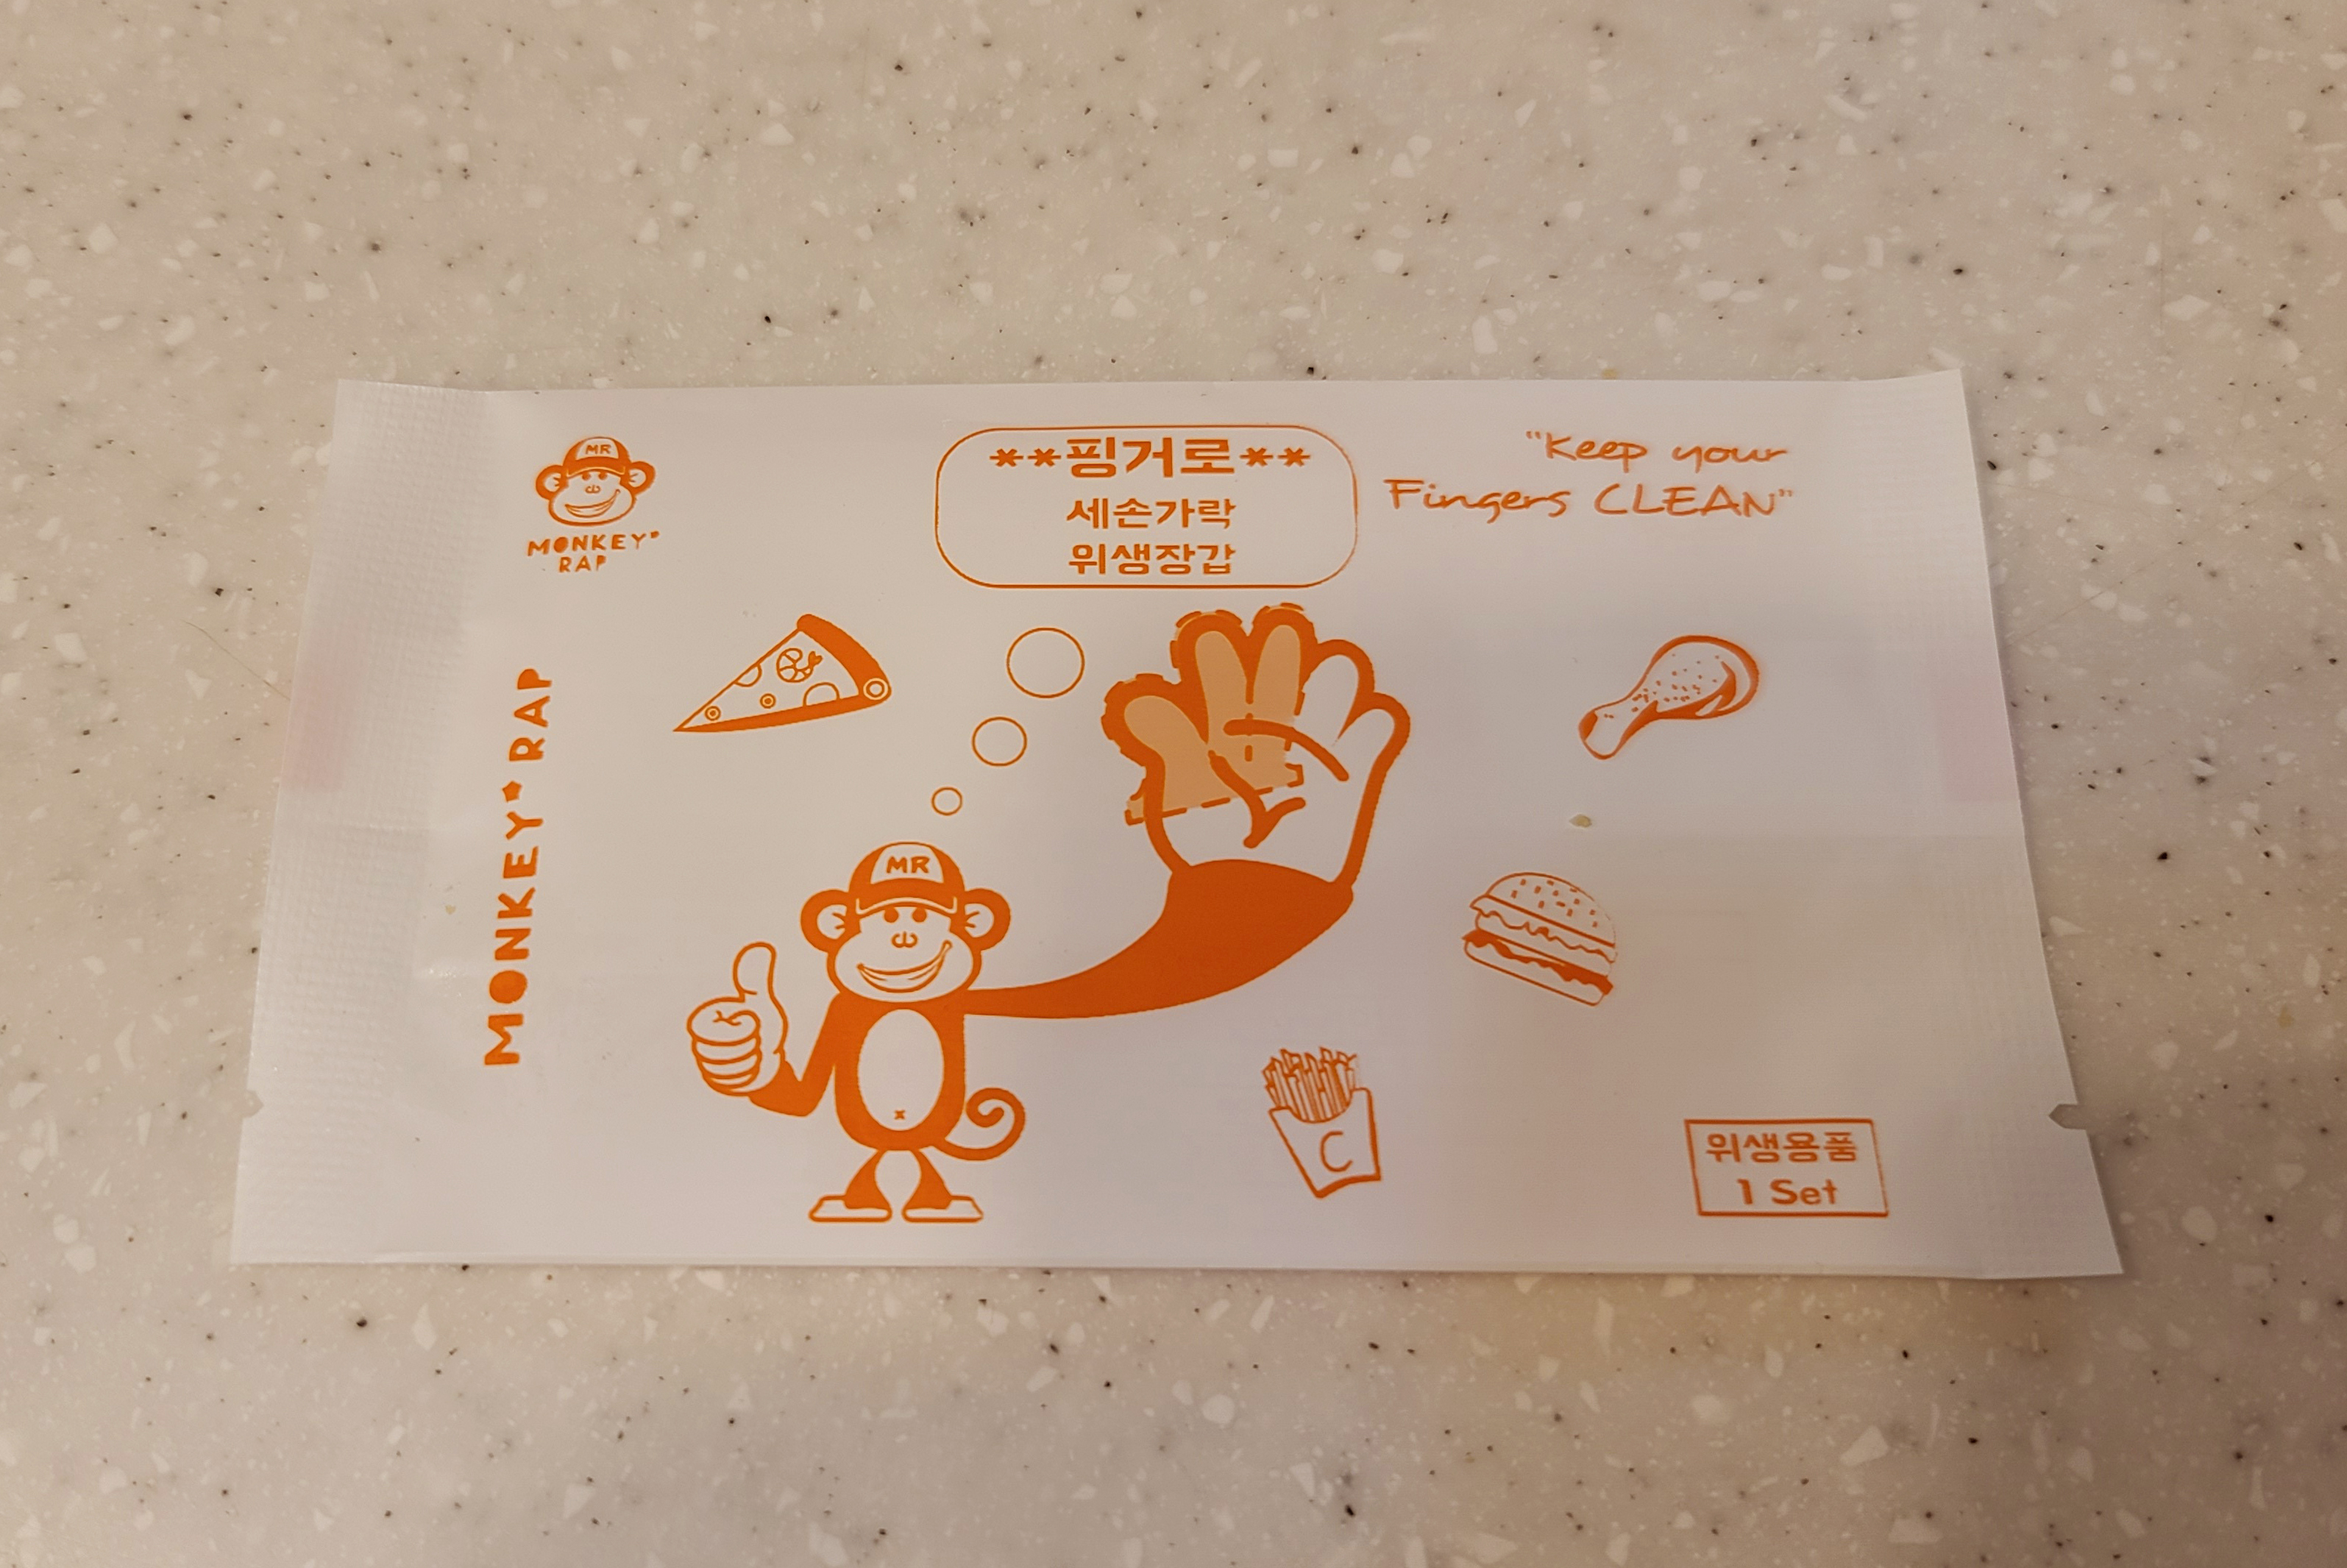 MR
MONKEY*
RAP
**핑거로**
세손가락
위생장갑
"Keep your
Fingers CLEAN"
MONKEY*RAP
MR
C
위생용품
1 Set